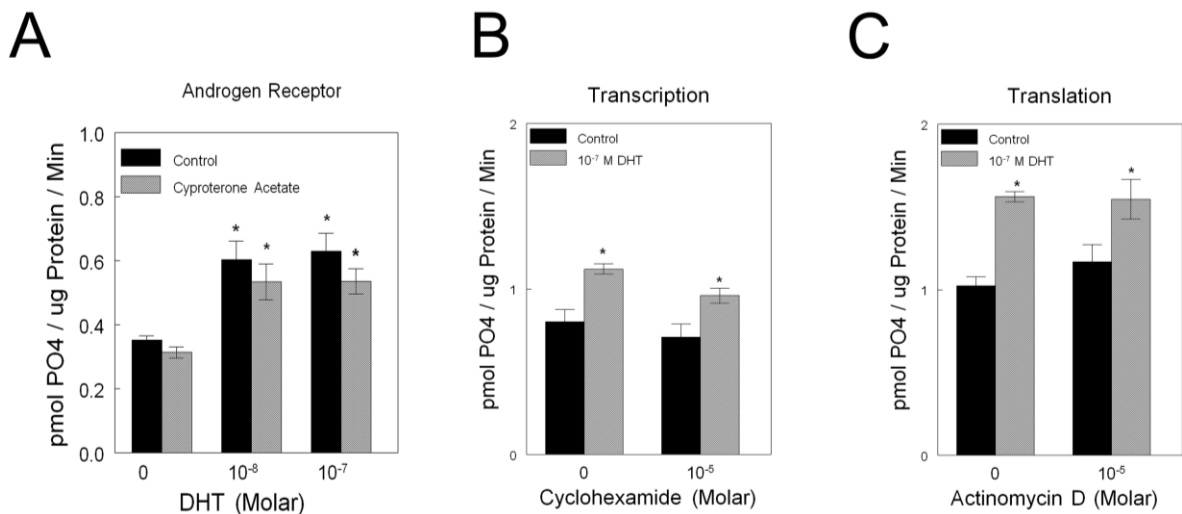 A
Androgen Receptor
pmol PO4 / ug Protein / Min
1.0
0.8
0.6
0.4
0.2
0.0
Control
Cyproterone Acetate
* * * *
0 10⁻⁸ 10⁻⁷
DHT (Molar)
B
Transcription
pmol PO4 / ug Protein / Min
2
1
0
Control
10⁻⁷ M DHT
* *
0 10⁻⁵
Cyclohexamide (Molar)
C
Translation
pmol PO4 / ug Protein / Min
2
1
0
Control
10⁻⁷ M DHT
* *
0 10⁻⁵
Actinomycin D (Molar)